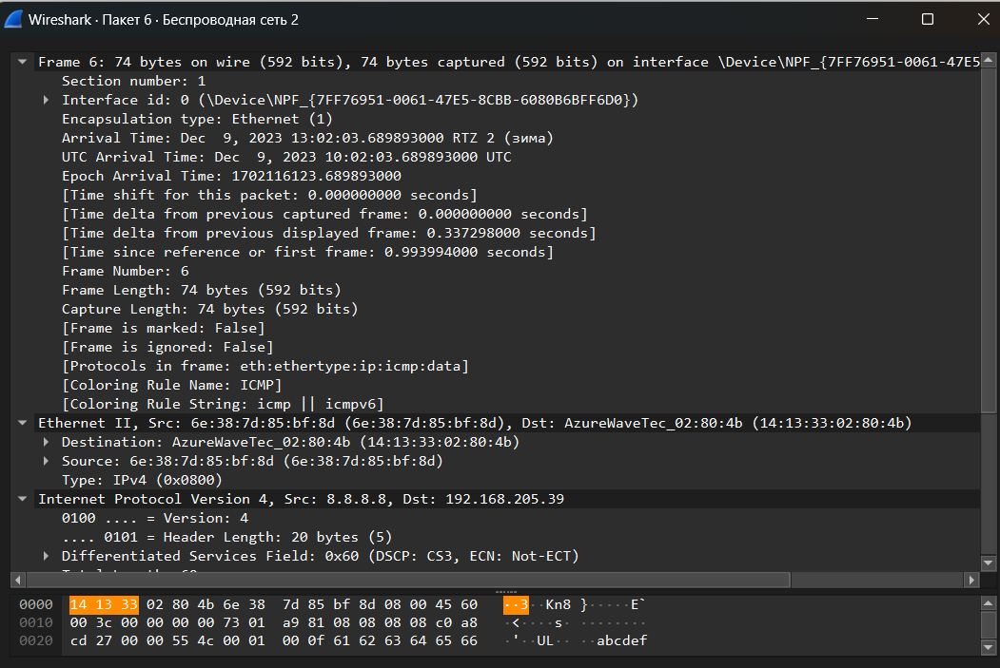 Wireshark · Пакет 6 · Беспроводная сеть 2
Frame 6: 74 bytes on wire (592 bits), 74 bytes captured (592 bits) on interface \Device\NPF_{7FF76951-0061-47E5
Section number: 1
Interface id: 0 (\Device\NPF_{7FF76951-0061-47E5-8CBB-6080B6BFF6D0})
Encapsulation type: Ethernet (1)
Arrival Time: Dec  9, 2023 13:02:03.689893000 RTZ 2 (зима)
UTC Arrival Time: Dec  9, 2023 10:02:03.689893000 UTC
Epoch Arrival Time: 1702116123.689893000
[Time shift for this packet: 0.000000000 seconds]
[Time delta from previous captured frame: 0.000000000 seconds]
[Time delta from previous displayed frame: 0.337298000 seconds]
[Time since reference or first frame: 0.993994000 seconds]
Frame Number: 6
Frame Length: 74 bytes (592 bits)
Capture Length: 74 bytes (592 bits)
[Frame is marked: False]
[Frame is ignored: False]
[Protocols in frame: eth:ethertype:ip:icmp:data]
[Coloring Rule Name: ICMP]
[Coloring Rule String: icmp || icmpv6]
Ethernet II, Src: 6e:38:7d:85:bf:8d (6e:38:7d:85:bf:8d), Dst: AzureWaveTec_02:80:4b (14:13:33:02:80:4b)
Destination: AzureWaveTec_02:80:4b (14:13:33:02:80:4b)
Source: 6e:38:7d:85:bf:8d (6e:38:7d:85:bf:8d)
Type: IPv4 (0x0800)
Internet Protocol Version 4, Src: 8.8.8.8, Dst: 192.168.205.39
0100 .... = Version: 4
.... 0101 = Header Length: 20 bytes (5)
Differentiated Services Field: 0x60 (DSCP: CS3, ECN: Not-ECT)
0000 14 13 33 02 80 4b 6e 38 7d 85 bf 8d 08 00 45 60 ··3··Kn8 }·····E`
0010 00 3c 00 00 00 00 73 01 a9 81 08 08 08 08 c0 a8 ·<····s· ········
0020 cd 27 00 00 55 4c 00 01 00 0f 61 62 63 64 65 66 ·'··UL·· ··abcdef